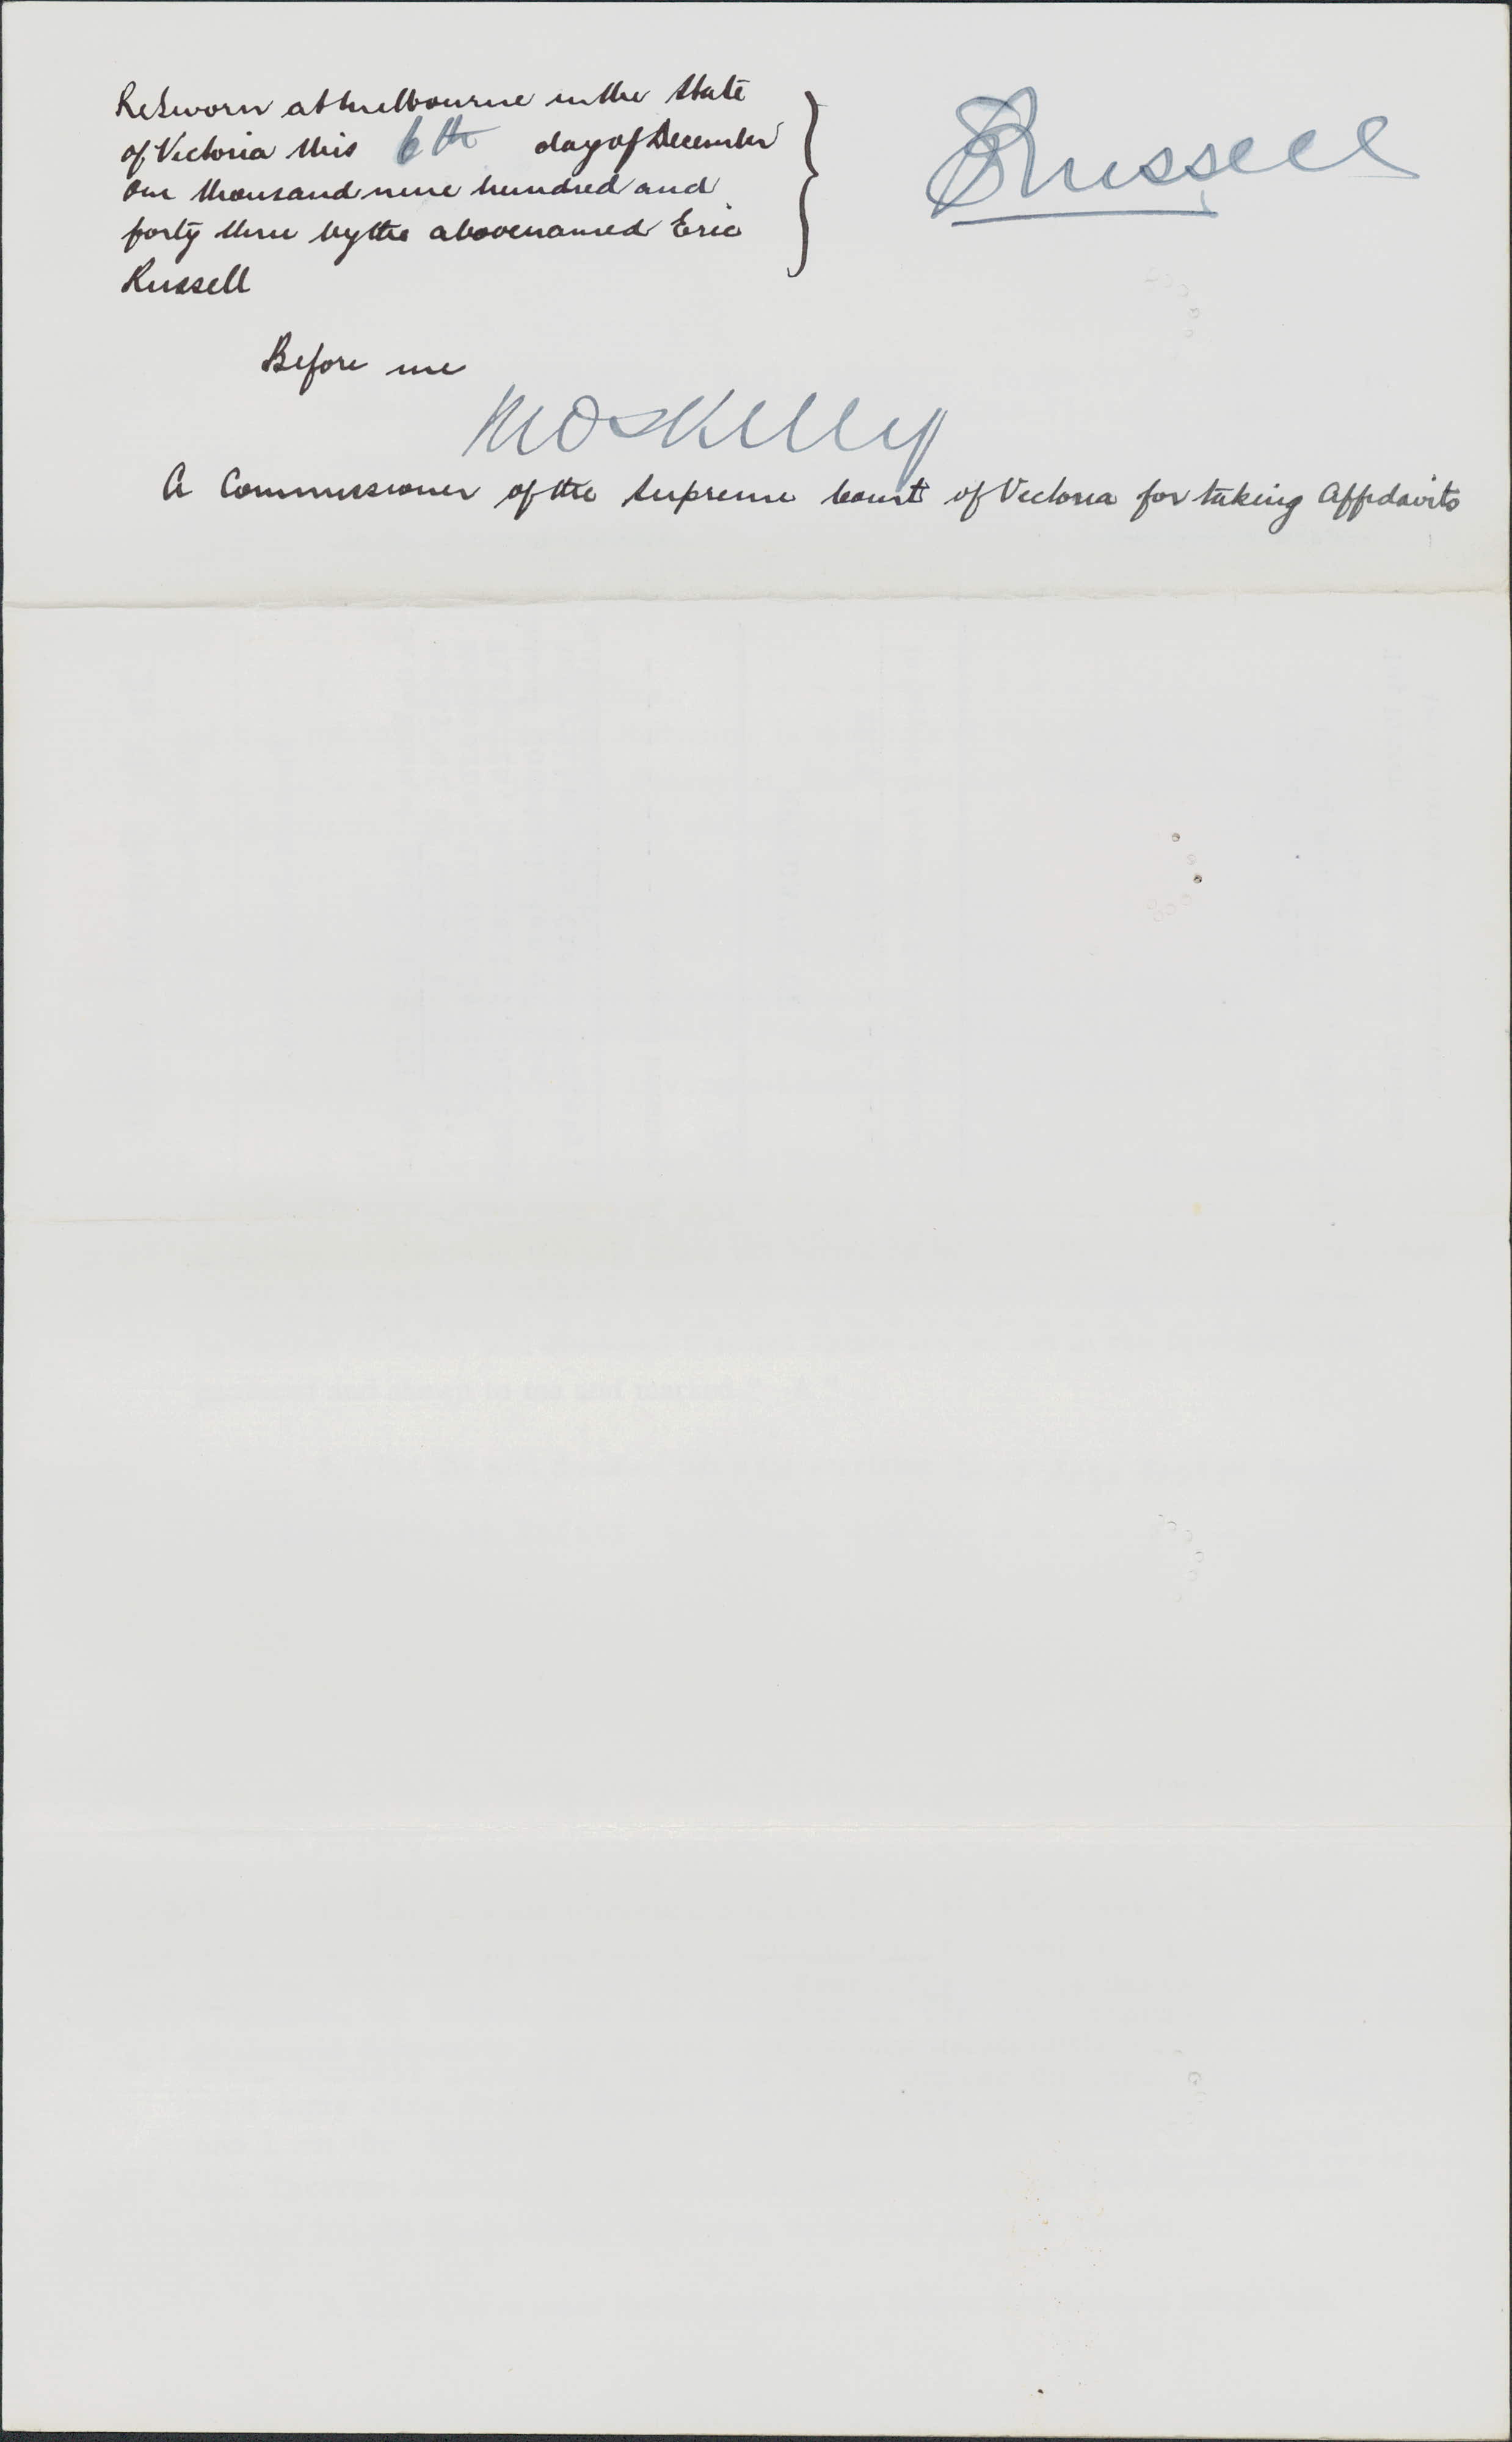 ReSworn at Melbourne in the State
of Victoria this 6th day of December
One thousand nine hundred and
forty three by the abovenamed Eric
Russell
ERussell
Before me
Kelly
A Commissioner of the Supreme Court of Victoria for taking Affidavits